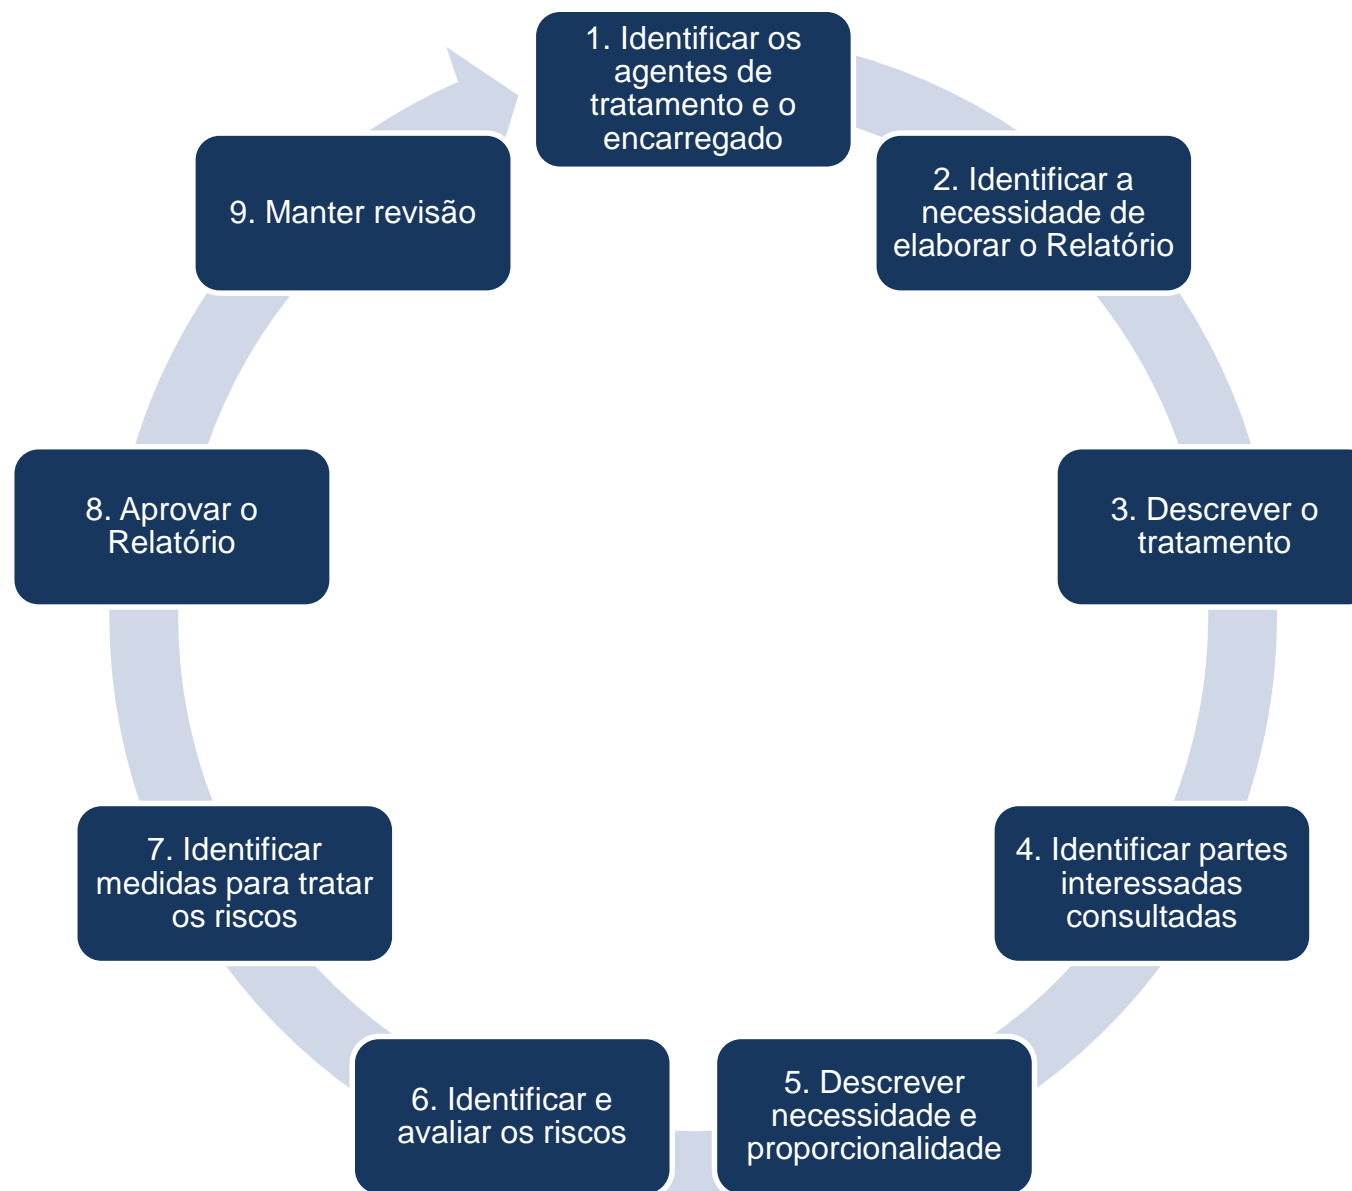 1. Identificar os
agentes de
tratamento e o
encarregado
2. Identificar a
necessidade de
elaborar o Relatório
3. Descrever o
tratamento
4. Identificar partes
interessadas
consultadas
5. Descrever
necessidade e
proporcionalidade
6. Identificar e
avaliar os riscos
7. Identificar
medidas para tratar
os riscos
8. Aprovar o
Relatório
9. Manter revisão